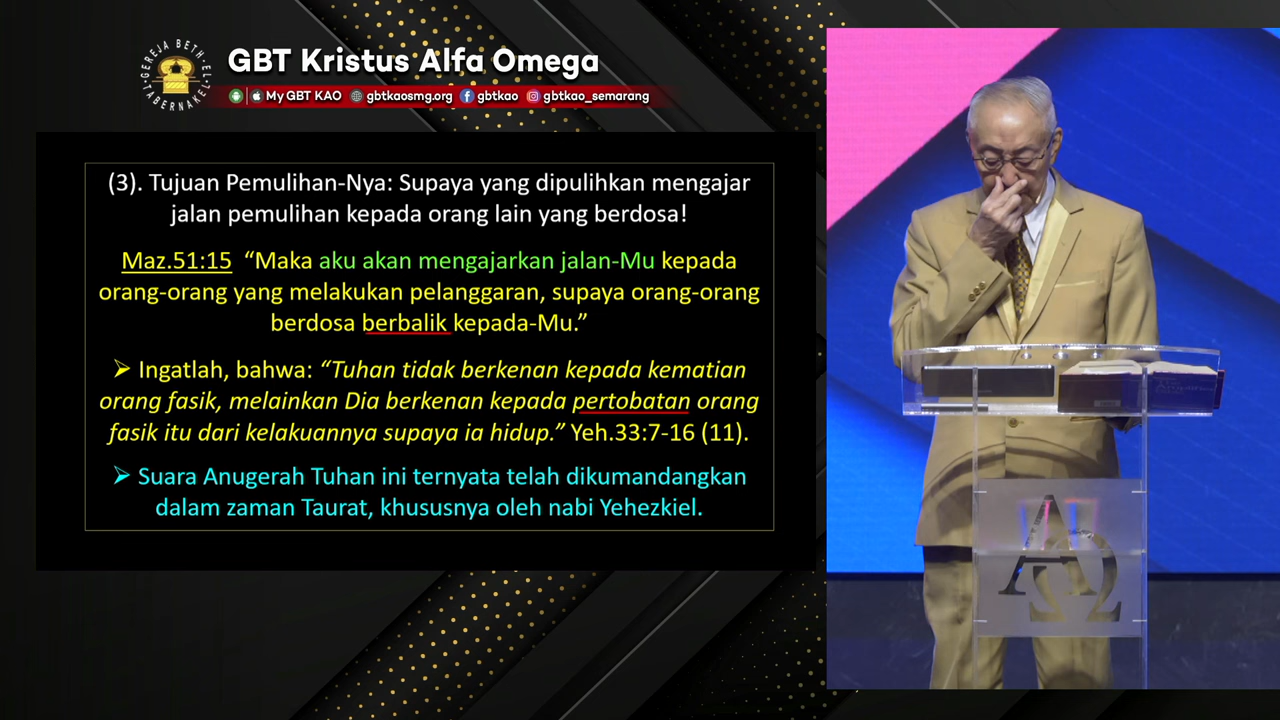 GEREJA BETH-EL
TABERNAKEL
GBT Kristus Alfa Omega
My GBT KAO gbtkaosmg.org gbtkao gbtkao_semarang
(3). Tujuan Pemulihan-Nya: Supaya yang dipulihkan mengajar
jalan pemulihan kepada orang lain yang berdosa!
Maz.51:15 “Maka aku akan mengajarkan jalan-Mu kepada
orang-orang yang melakukan pelanggaran, supaya orang-orang
berdosa berbalik kepada-Mu.”
➢ Ingatlah, bahwa: “Tuhan tidak berkenan kepada kematian
orang fasik, melainkan Dia berkenan kepada pertobatan orang
fasik itu dari kelakuannya supaya ia hidup.” Yeh.33:7-16 (11).
➢ Suara Anugerah Tuhan ini ternyata telah dikumandangkan
dalam zaman Taurat, khususnya oleh nabi Yehezkiel.
ΑΩ